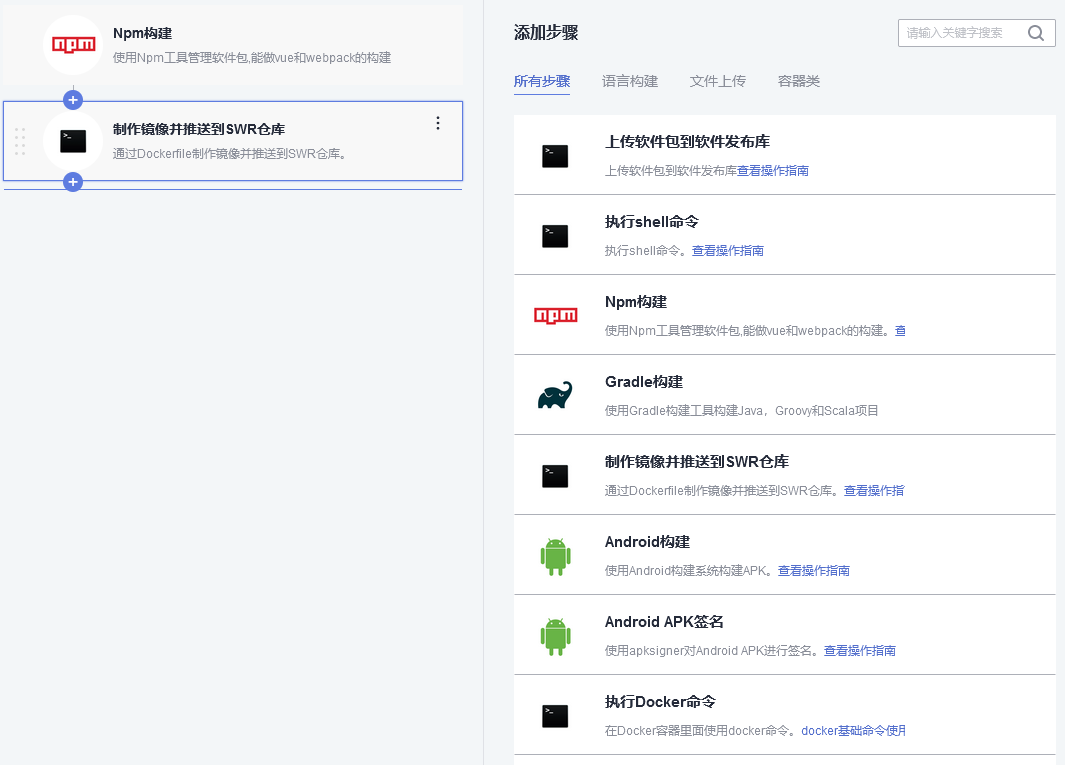 npm
Npm构建
使用Npm工具管理软件包,能做vue和webpack的构建
制作镜像并推送到SWR仓库
通过Dockerfile制作镜像并推送到SWR仓库。
添加步骤
请输入关键字搜索
所有步骤 语言构建 文件上传 容器类
上传软件包到软件发布库
上传软件包到软件发布库查看操作指南
执行shell命令
执行shell命令。查看操作指南
npm
Npm构建
使用Npm工具管理软件包,能做vue和webpack的构建。查
Gradle构建
使用Gradle构建工具构建Java，Groovy和Scala项目
制作镜像并推送到SWR仓库
通过Dockerfile制作镜像并推送到SWR仓库。查看操作指
Android构建
使用Android构建系统构建APK。查看操作指南
Android APK签名
使用apksigner对Android APK进行签名。查看操作指南
执行Docker命令
在Docker容器里面使用docker命令。docker基础命令使用